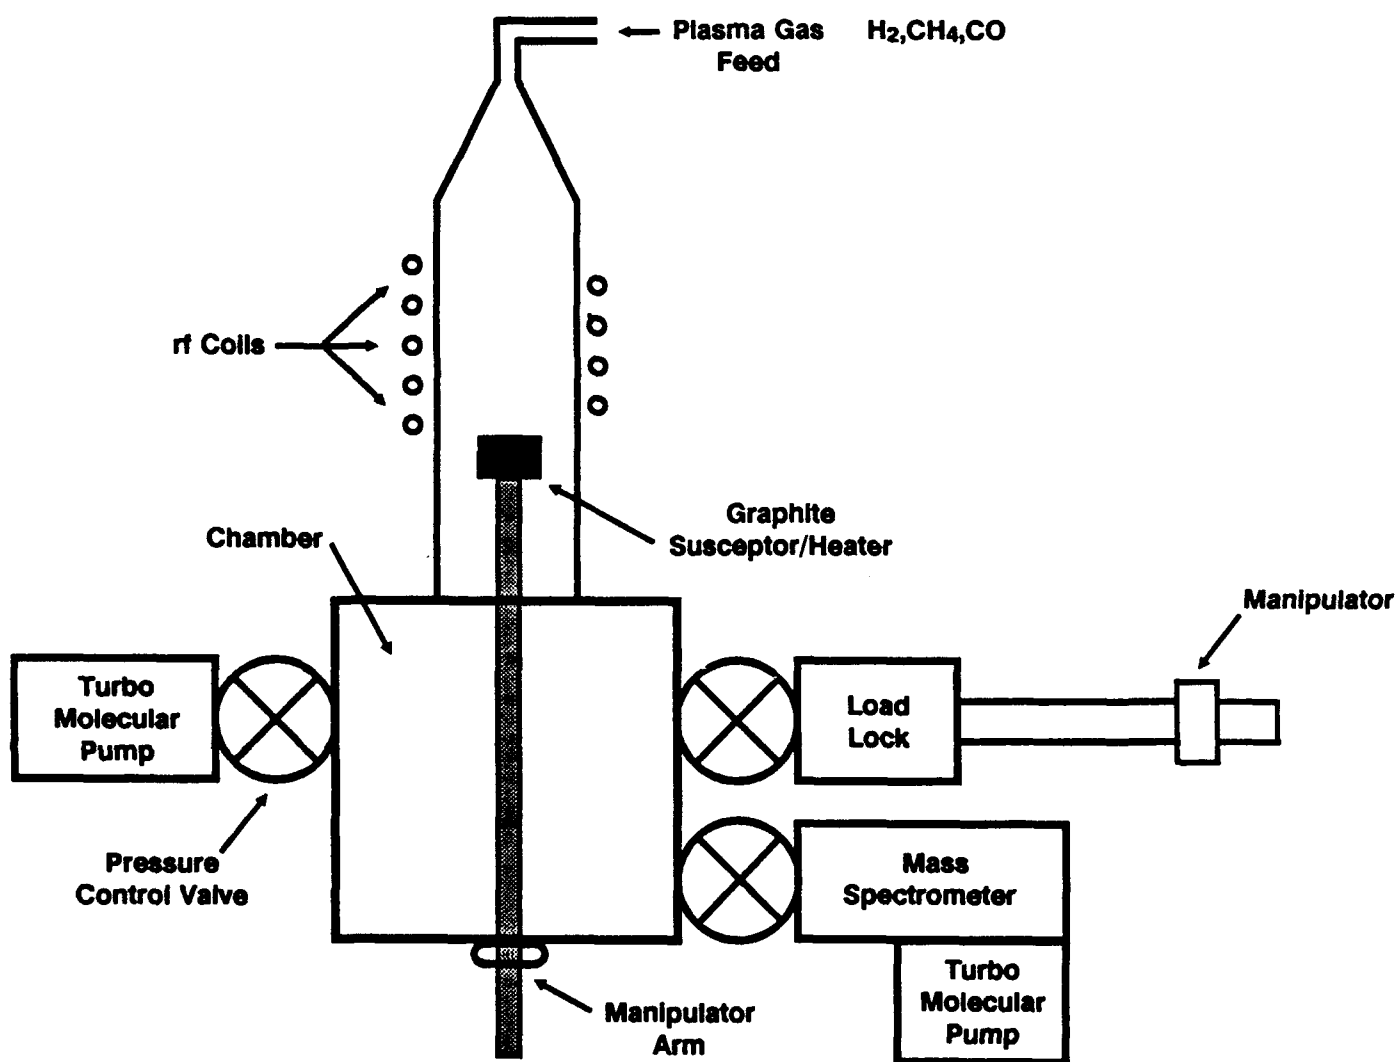 Plasma Gas H₂,CH₄,CO
Feed
rf Coils
Graphite
Susceptor/Heater
Chamber
Manipulator
Turbo
Molecular
Pump
Load
Lock
Pressure
Control Valve
Mass
Spectrometer
Turbo
Molecular
Pump
Manipulator
Arm